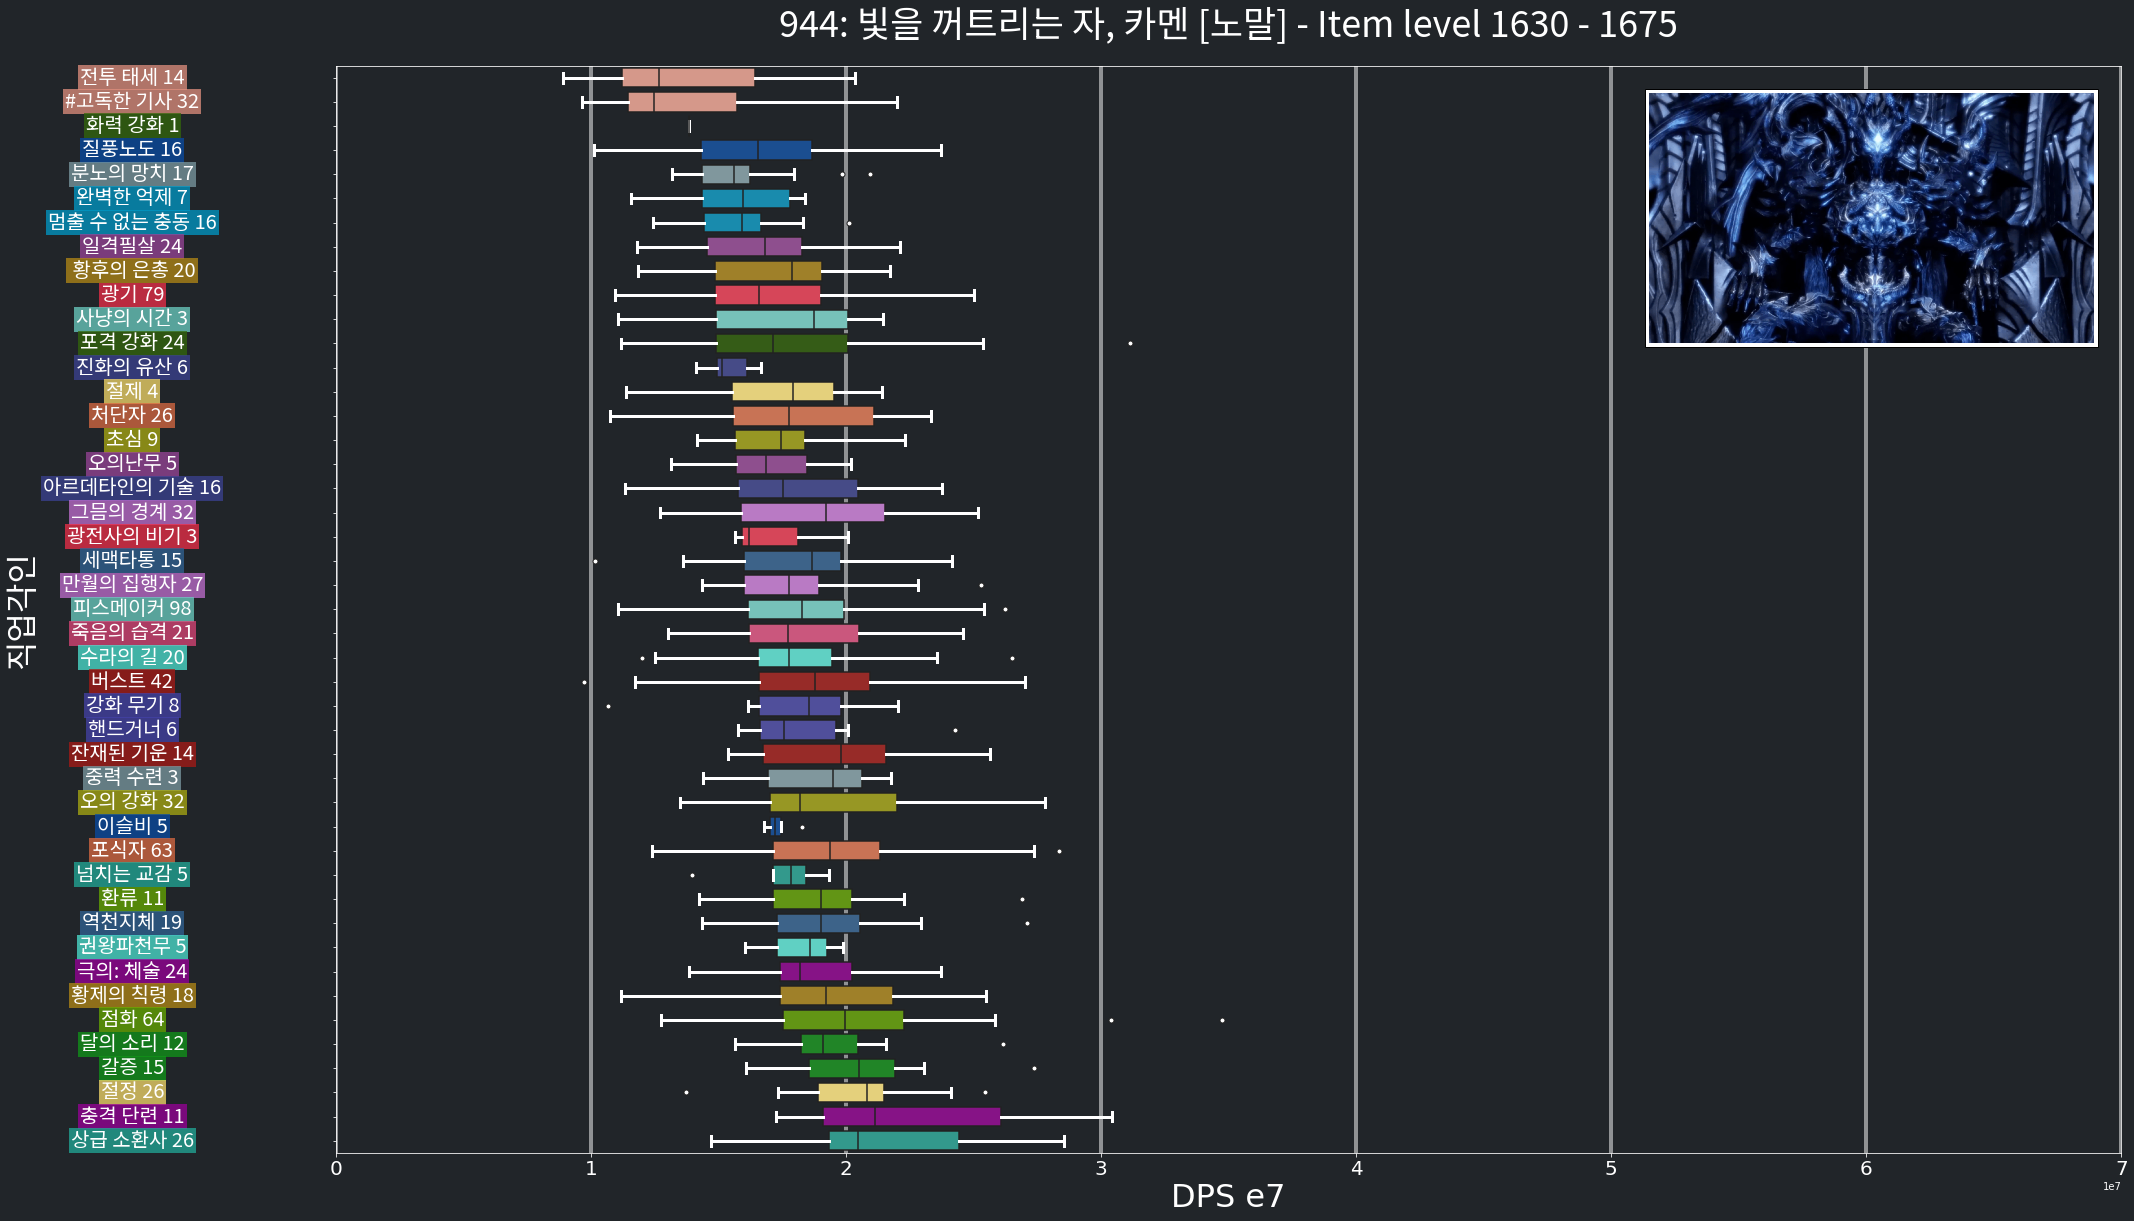 944: 빛을 꺼트리는 자, 카멘 [노말] - Item level 1630 - 1675
직업각인
전투 태세 14
#고독한 기사 32
화력 강화 1
질풍노도 16
분노의 망치 17
완벽한 억제 7
멈출 수 없는 충동 16
일격필살 24
황후의 은총 20
광기 79
사냥의 시간 3
포격 강화 24
진화의 유산 6
절제 4
처단자 26
초심 9
오의난무 5
아르데타인의 기술 16
그믐의 경계 32
광전사의 비기 3
세맥타통 15
만월의 집행자 27
피스메이커 98
죽음의 습격 21
수라의 길 20
버스트 42
강화 무기 8
핸드거너 6
잔재된 기운 14
중력 수련 3
오의 강화 32
이슬비 5
포식자 63
넘치는 교감 5
환류 11
역천지체 19
권왕파천무 5
극의: 체술 24
황제의 칙령 18
점화 64
달의 소리 12
갈증 15
절정 26
충격 단련 11
상급 소환사 26
0 1 2 3 4 5 6 7
1e7
DPS e7